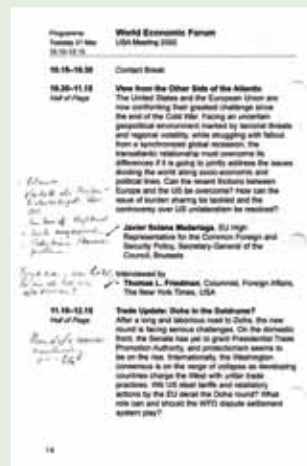 Programme
Tuesday 21 May
10:15-12:15
World Economic Forum
USA Meeting 2002
10.15-10.30
Contact Break
10.30-11.15
Hall of Flags
View from the Other Side of the Atlantic
The United States and the European Union are
now confronting their greatest challenge since
the end of the Cold War. Facing an uncertain
geopolitical environment marked by terrorist threats
and regional volatility, while struggling with fallout
from a synchronized global recession, the
transatlantic relationship must overcome its
differences if it is going to jointly address the issues
dividing the world along socio-economic and
political lines. Can the recent frictions between
Europe and the US be overcome? How can the
issue of burden sharing be tackled and the
controversy over US unilateralism be resolved?
Javier Solana Madariaga, EU High
Representative for the Common Foreign and
Security Policy, Secretary-General of the
Council, Brussels
Interviewed by
Thomas L. Friedman, Columnist, Foreign Affairs,
The New York Times, USA
11.15-12.15
Hall of Flags
Trade Update: Doha in the Doldrums?
After a long and laborious road to Doha, the new
round is facing serious challenges. On the domestic
front, the Senate has yet to grant Presidential Trade
Promotion Authority, and protectionism seems to
be on the rise. Internationally, the Washington
consensus is on the verge of collapse as developing
countries charge the West with unfair trade
practices. Will US steel tariffs and retaliatory
actions by the EU derail the Doha round? What
role can and should the WTO dispute settlement
system play?
14